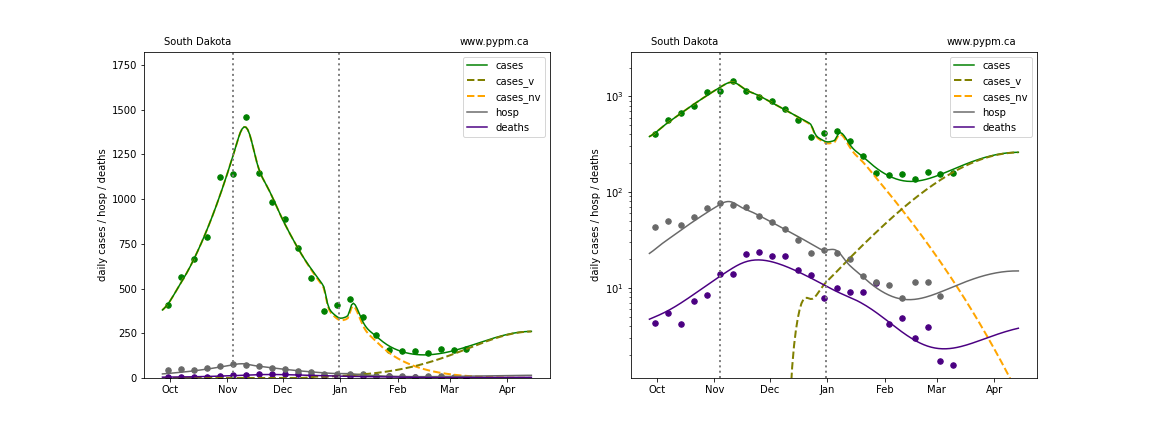 South Dakota www.pypm.ca
1750
1500
1250
1000
750
500
250
0
daily cases / hosp / deaths
Oct Nov Dec Jan Feb Mar Apr
cases
cases_v
cases_nv
hosp
deaths
South Dakota www.pypm.ca
10³
10²
10¹
daily cases / hosp / deaths
Oct Nov Dec Jan Feb Mar Apr
cases
cases_v
cases_nv
hosp
deaths